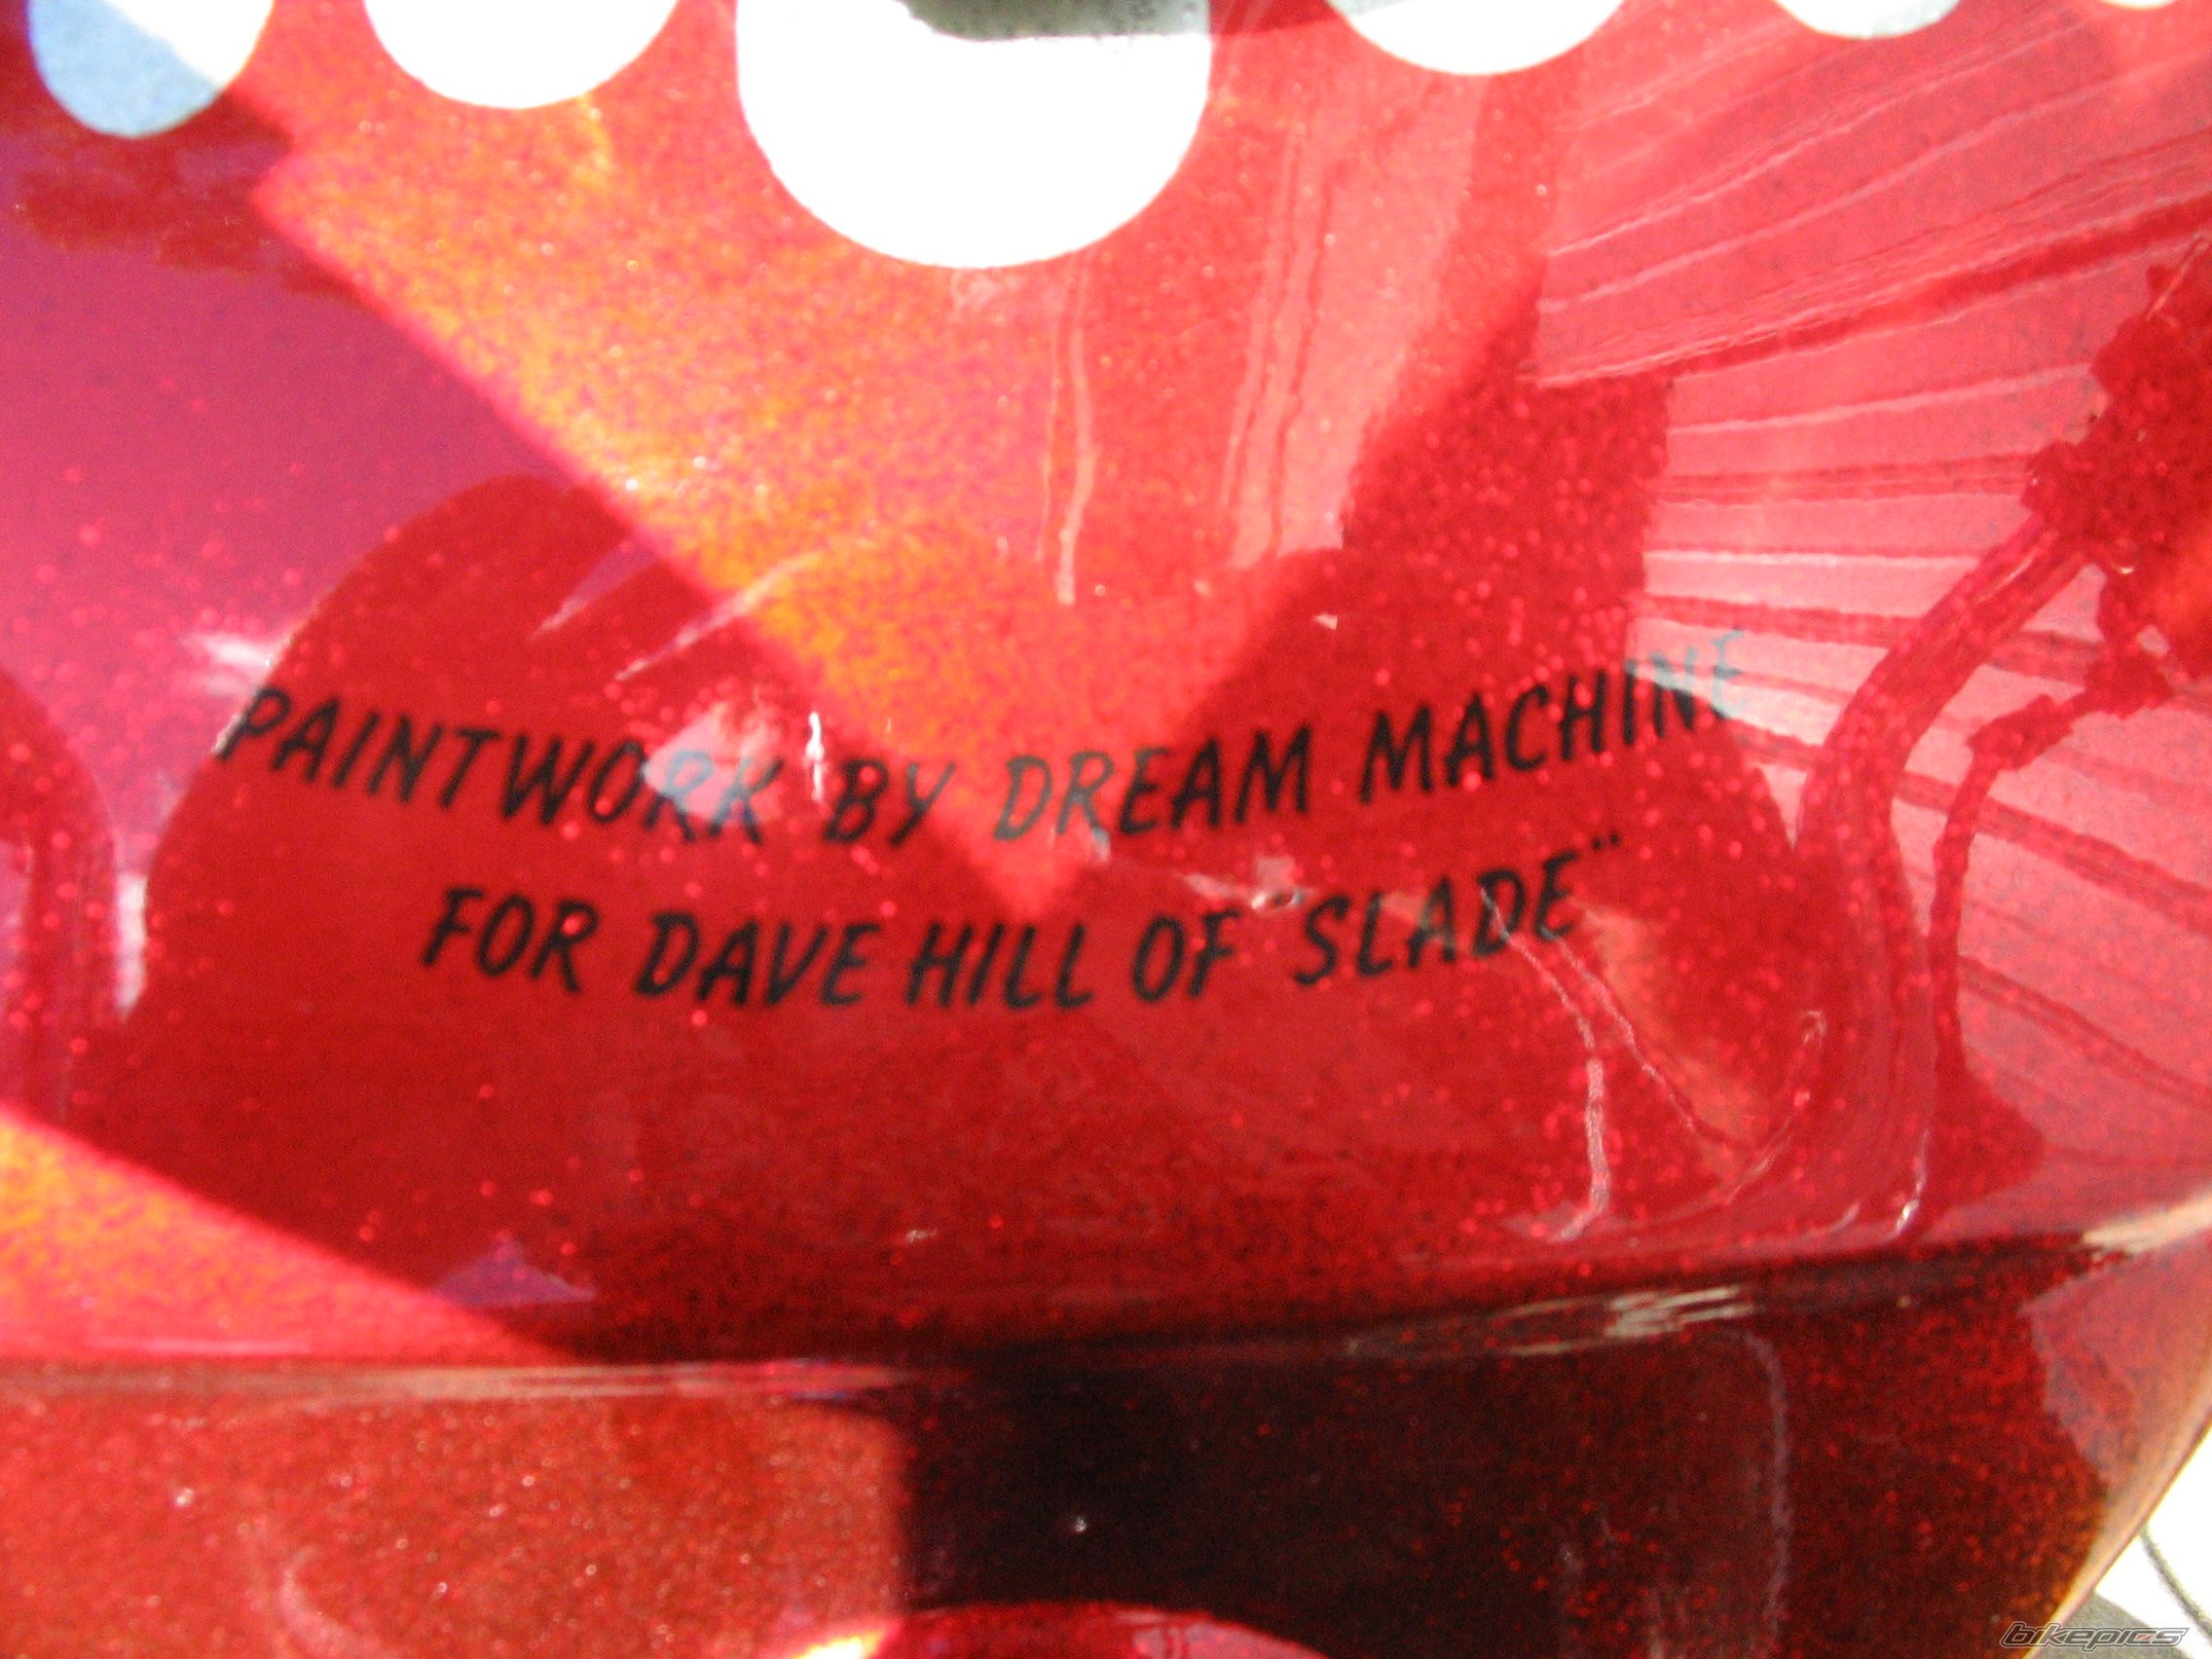 PAINTWORK BY DREAM MACHINE
FOR DAVE HILL OF "SLADE"
bikepics